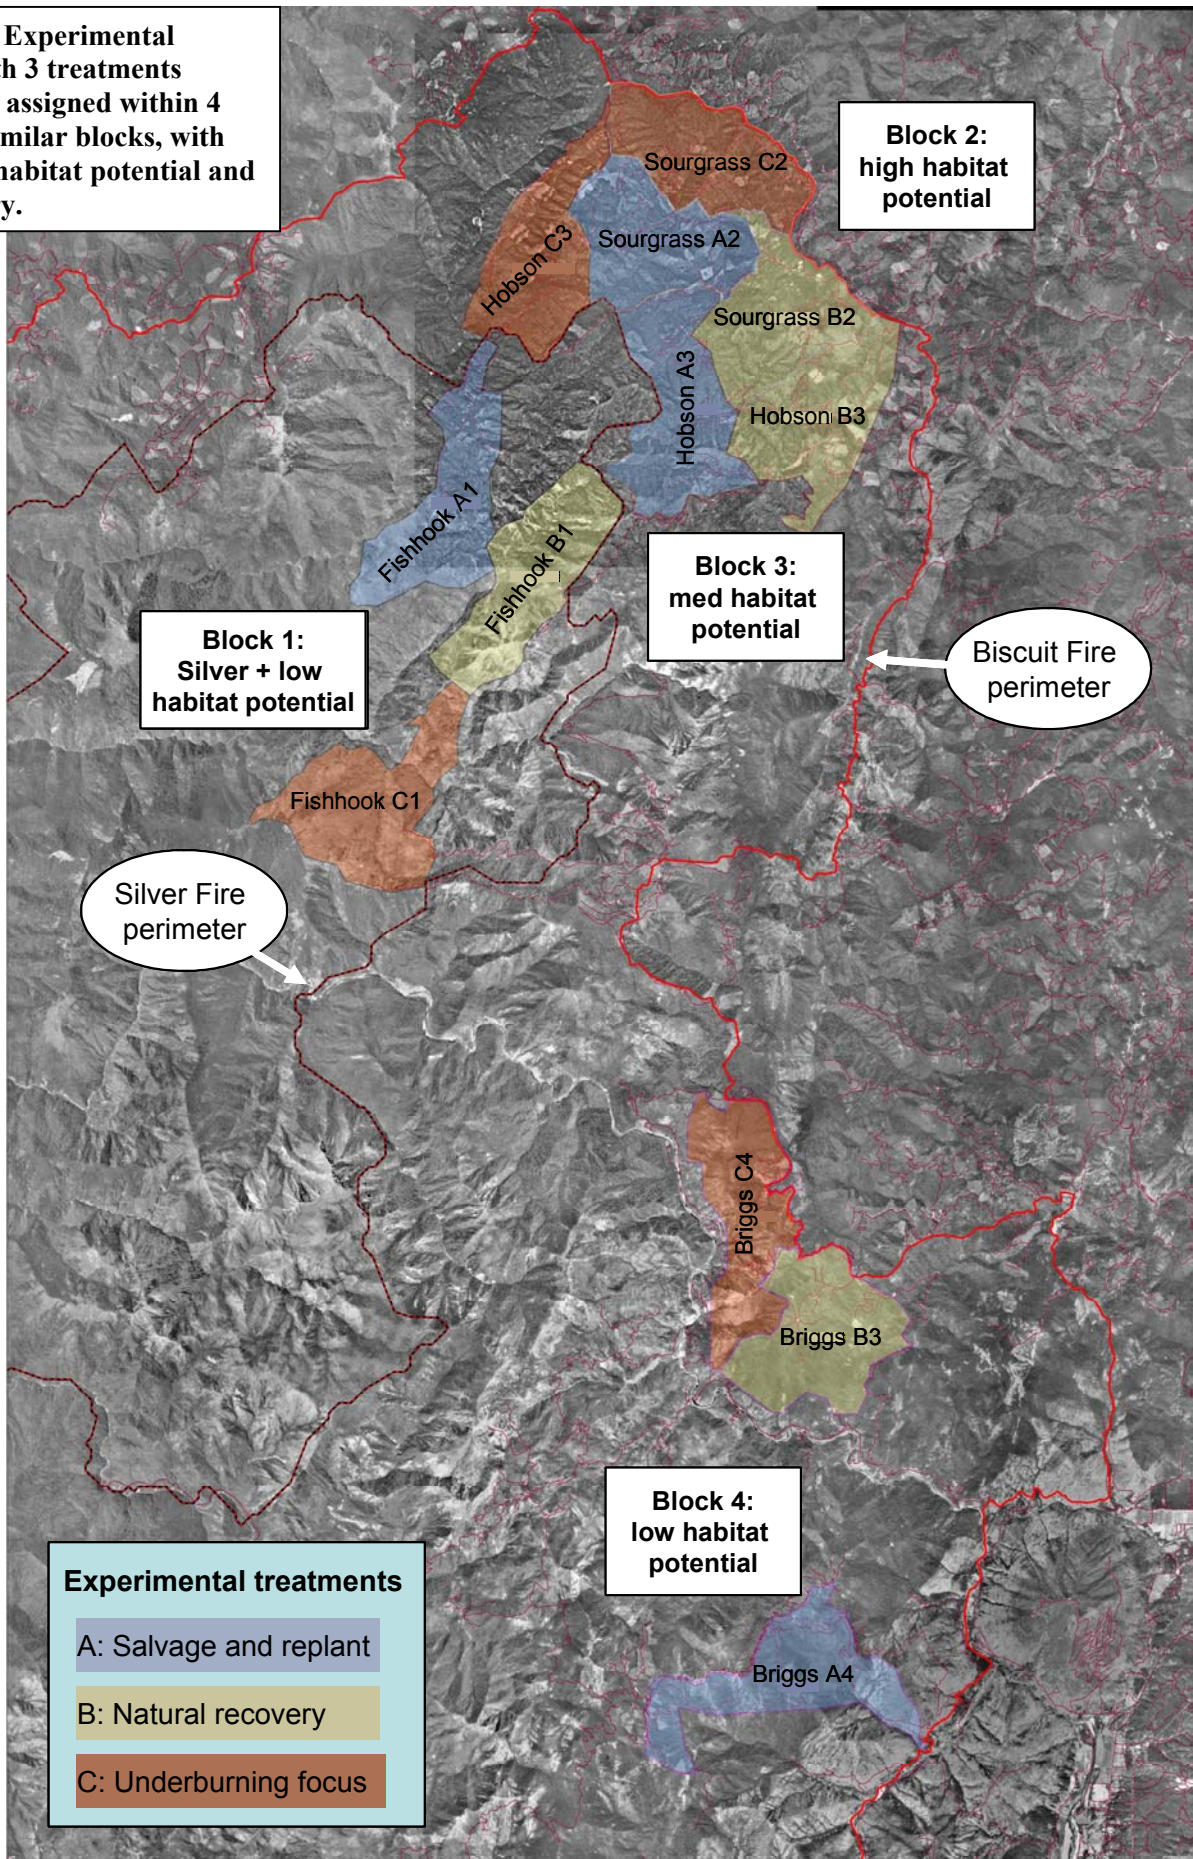 Experimental
th 3 treatments
assigned within 4
milar blocks, with
habitat potential and
ry.
Block 2:
high habitat
potential
Sourgrass C2
Sourgrass A2
Hobson C3
Sourgrass B2
Hobson A3
Hobson B3
Fishhook A1
Fishhook B1
Block 3:
med habitat
potential
Block 1:
Silver + low
habitat potential
Biscuit Fire
perimeter
Fishhook C1
Silver Fire
perimeter
Briggs C4
Briggs B3
Block 4:
low habitat
potential
Briggs A4
Experimental treatments
A: Salvage and replant
B: Natural recovery
C: Underburning focus